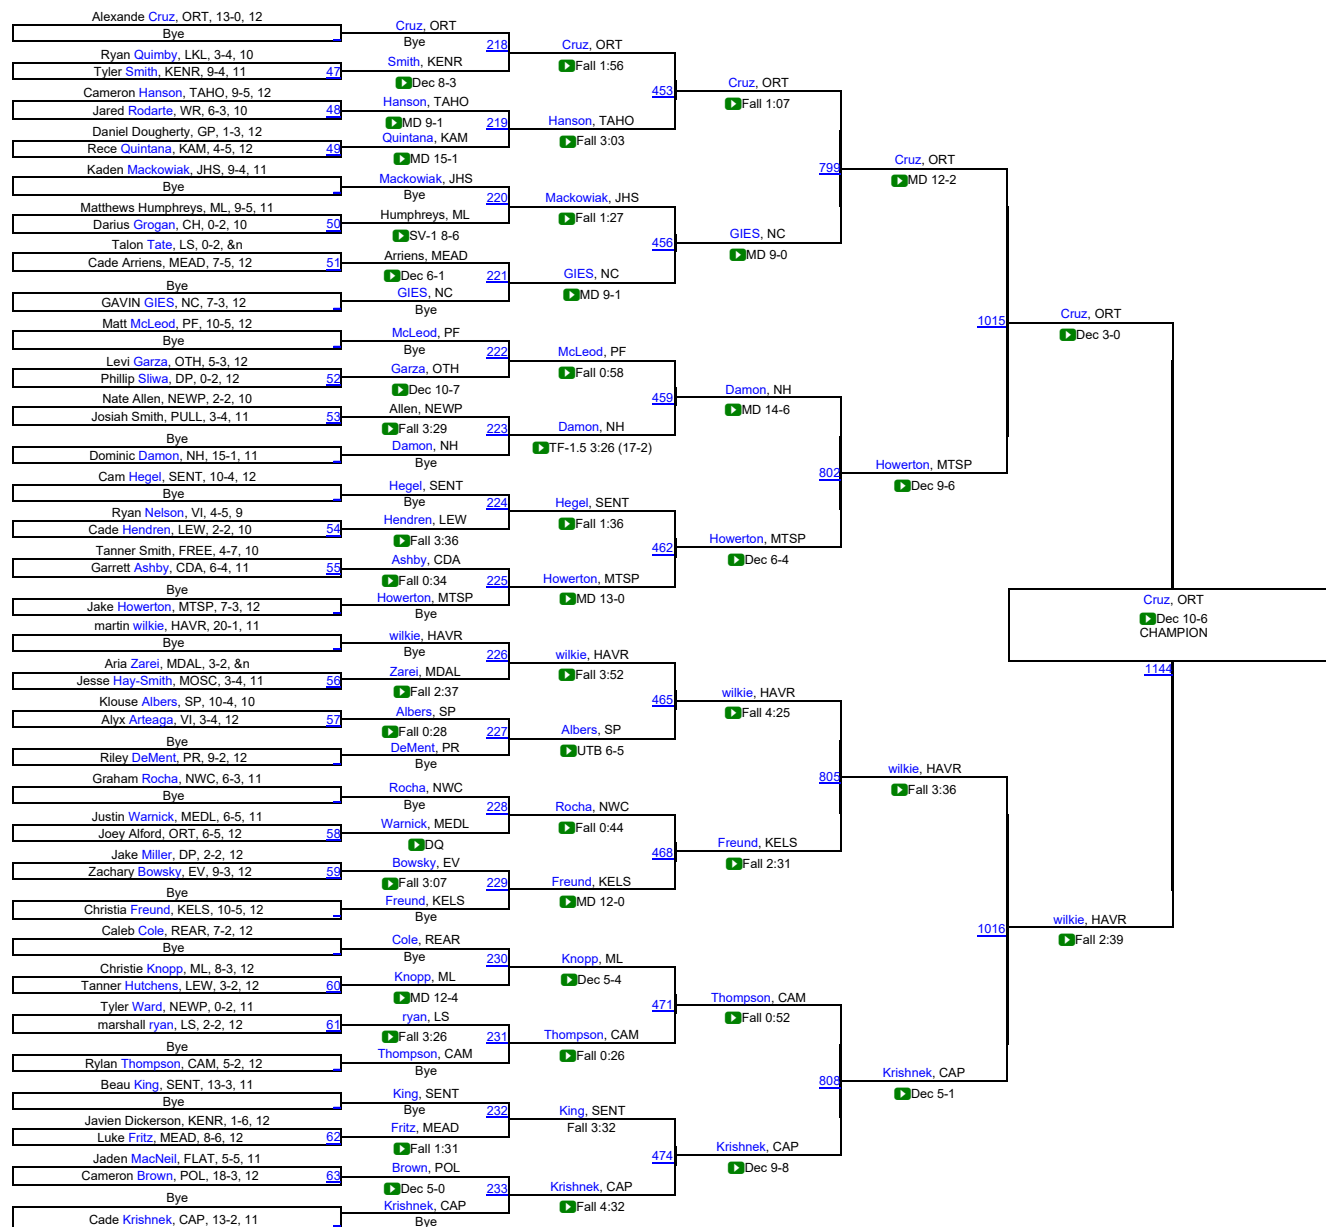 Alexande Cruz, ORT, 13-0, 12
Bye
Ryan Quimby, LKL, 3-4, 10
Tyler Smith, KENR, 9-4, 11
47
Cameron Hanson, TAHO, 9-5, 12
Jared Rodarte, WR, 6-3, 10
48
Daniel Dougherty, GP, 1-3, 12
Rece Quintana, KAM, 4-5, 12
49
Kaden Mackowiak, JHS, 9-4, 11
Bye
Matthews Humphreys, ML, 9-5, 11
Darius Grogan, CH, 0-2, 10
50
Talon Tate, LS, 0-2, &n
Cade Arriens, MEAD, 7-5, 12
51
Bye
GAVIN GIES, NC, 7-3, 12
Matt McLeod, PF, 10-5, 12
Bye
Levi Garza, OTH, 5-3, 12
Phillip Sliwa, DP, 0-2, 12
52
Nate Allen, NEWP, 2-2, 10
Josiah Smith, PULL, 3-4, 11
53
Bye
Dominic Damon, NH, 15-1, 11
Cam Hegel, SENT, 10-4, 12
Bye
Ryan Nelson, VI, 4-5, 9
Cade Hendren, LEW, 2-2, 10
54
Tanner Smith, FREE, 4-7, 10
Garrett Ashby, CDA, 6-4, 11
55
Bye
Jake Howerton, MTSP, 7-3, 12
martin wilkie, HAVR, 20-1, 11
Bye
Aria Zarei, MDAL, 3-2, &n
Jesse Hay-Smith, MOSC, 3-4, 11
56
Klouse Albers, SP, 10-4, 10
Alyx Arteaga, VI, 3-4, 12
57
Bye
Riley DeMent, PR, 9-2, 12
Graham Rocha, NWC, 6-3, 11
Bye
Justin Warnick, MEDL, 6-5, 11
Joey Alford, ORT, 6-5, 12
58
Jake Miller, DP, 2-2, 12
Zachary Bowsky, EV, 9-3, 12
59
Bye
Christia Freund, KELS, 10-5, 12
Caleb Cole, REAR, 7-2, 12
Bye
Christie Knopp, ML, 8-3, 12
Tanner Hutchens, LEW, 3-2, 12
60
Tyler Ward, NEWP, 0-2, 11
marshall ryan, LS, 2-2, 12
61
Bye
Rylan Thompson, CAM, 5-2, 12
Beau King, SENT, 13-3, 11
Bye
Javien Dickerson, KENR, 1-6, 12
Luke Fritz, MEAD, 8-6, 12
62
Jaden MacNeil, FLAT, 5-5, 11
Cameron Brown, POL, 18-3, 12
63
Bye
Cade Krishnek, CAP, 13-2, 11
Cruz, ORT
Bye
218
Smith, KENR
Dec 8-3
Hanson, TAHO
MD 9-1
219
Quintana, KAM
MD 15-1
Mackowiak, JHS
Bye
220
Humphreys, ML
SV-1 8-6
Arriens, MEAD
Dec 6-1
221
GIES, NC
Bye
McLeod, PF
Bye
222
Garza, OTH
Dec 10-7
Allen, NEWP
Fall 3:29
223
Damon, NH
Bye
Hegel, SENT
Bye
224
Hendren, LEW
Fall 3:36
Ashby, CDA
Fall 0:34
225
Howerton, MTSP
Bye
wilkie, HAVR
Bye
226
Zarei, MDAL
Fall 2:37
Albers, SP
Fall 0:28
227
DeMent, PR
Bye
Rocha, NWC
Bye
228
Warnick, MEDL
DQ
Bowsky, EV
Fall 3:07
229
Freund, KELS
Bye
Cole, REAR
Bye
230
Knopp, ML
MD 12-4
ryan, LS
Fall 3:26
231
Thompson, CAM
Bye
King, SENT
Bye
232
Fritz, MEAD
Fall 1:31
Brown, POL
Dec 5-0
233
Krishnek, CAP
Bye
Cruz, ORT
Fall 1:56
453
Hanson, TAHO
Fall 3:03
Mackowiak, JHS
Fall 1:27
456
GIES, NC
MD 9-1
McLeod, PF
Fall 0:58
459
Damon, NH
TF-1.5 3:26 (17-2)
Hegel, SENT
Fall 1:36
462
Howerton, MTSP
MD 13-0
wilkie, HAVR
Fall 3:52
465
Albers, SP
UTB 6-5
Rocha, NWC
Fall 0:44
468
Freund, KELS
MD 12-0
Knopp, ML
Dec 5-4
471
Thompson, CAM
Fall 0:26
King, SENT
Fall 3:32
474
Krishnek, CAP
Fall 4:32
Cruz, ORT
Fall 1:07
799
GIES, NC
MD 9-0
Damon, NH
MD 14-6
802
Howerton, MTSP
Dec 6-4
wilkie, HAVR
Fall 4:25
805
Freund, KELS
Fall 2:31
Thompson, CAM
Fall 0:52
808
Krishnek, CAP
Dec 9-8
Cruz, ORT
MD 12-2
1015
Howerton, MTSP
Dec 9-6
wilkie, HAVR
Fall 3:36
1016
Krishnek, CAP
Dec 5-1
Cruz, ORT
Dec 3-0
wilkie, HAVR
Fall 2:39
Cruz, ORT
Dec 10-6
CHAMPION
1144